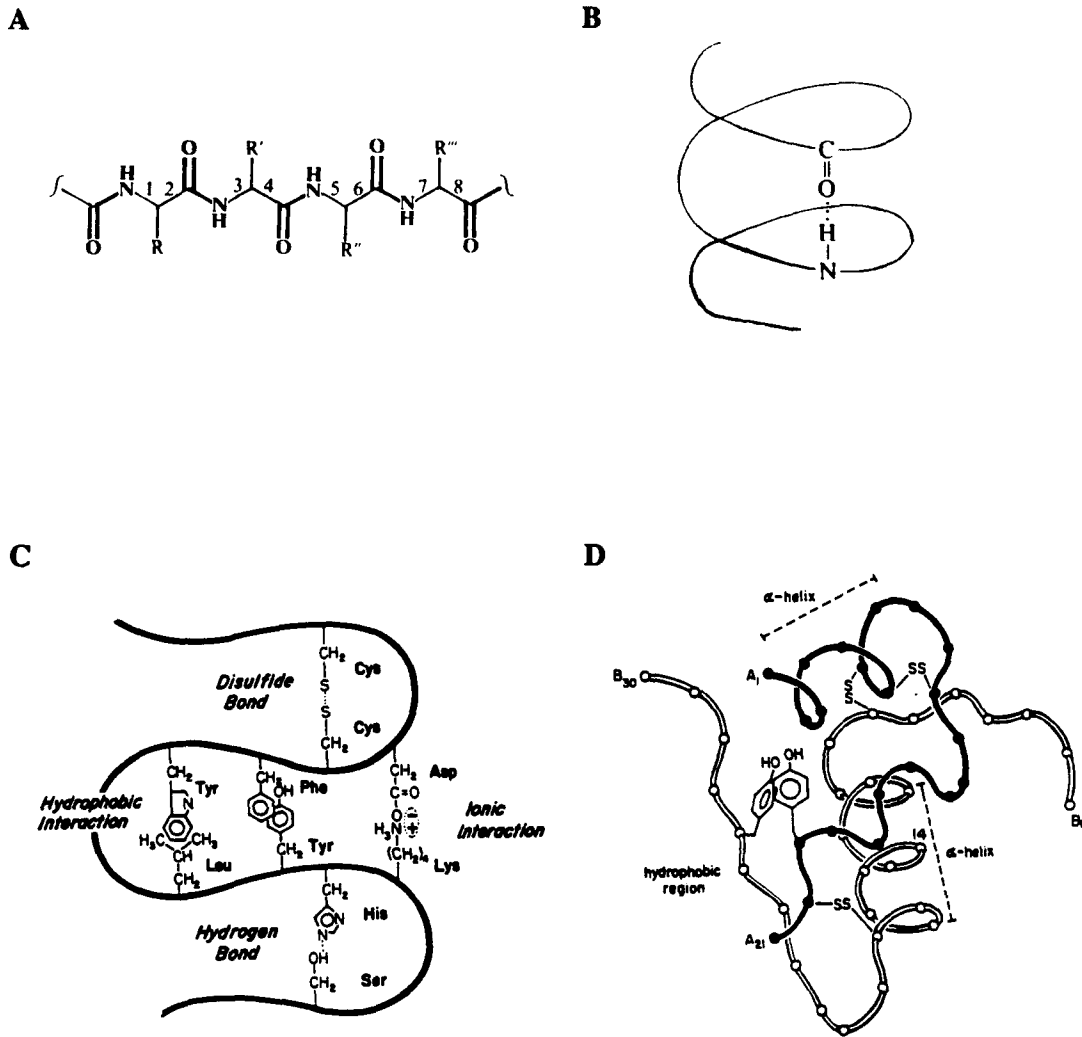 A
B
O R' O R'''
H 1 2 3 4 H 5 6 7 8
N N N N
H H
O R O R'' O
C
O
H
N
C
D
CH2 Cys
S
Disulfide
Bond
S
CH2 Cys
CH2 Tyr
N
CH2 Phe
OH
CH2 Asp
C=O
O ⊖
Hydrophobic
Interaction
H3C CH3
CH Leu
CH2
CH2 Tyr
H3N ⊕
(CH2)4 Lys
Ionic
Interaction
CH2
His
N
N
Hydrogen
Bond
H
OH
CH2 Ser
α-helix
B30
A1
SS
S
S
HO OH
14
α-helix
hydrophobic
region
SS
A21